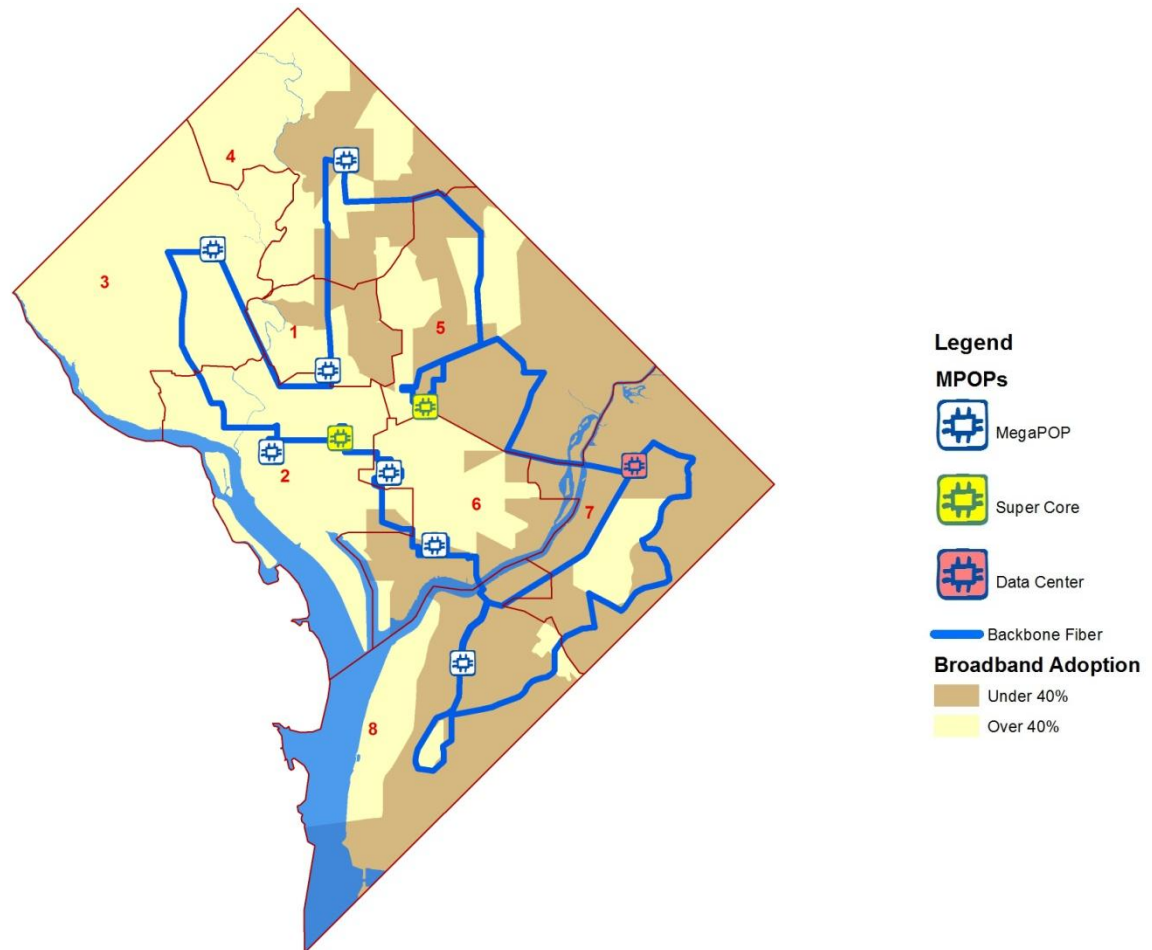 4
3
1
5
2
6
7
8
Legend
MPOPs
MegaPOP
Super Core
Data Center
Backbone Fiber
Broadband Adoption
Under 40%
Over 40%